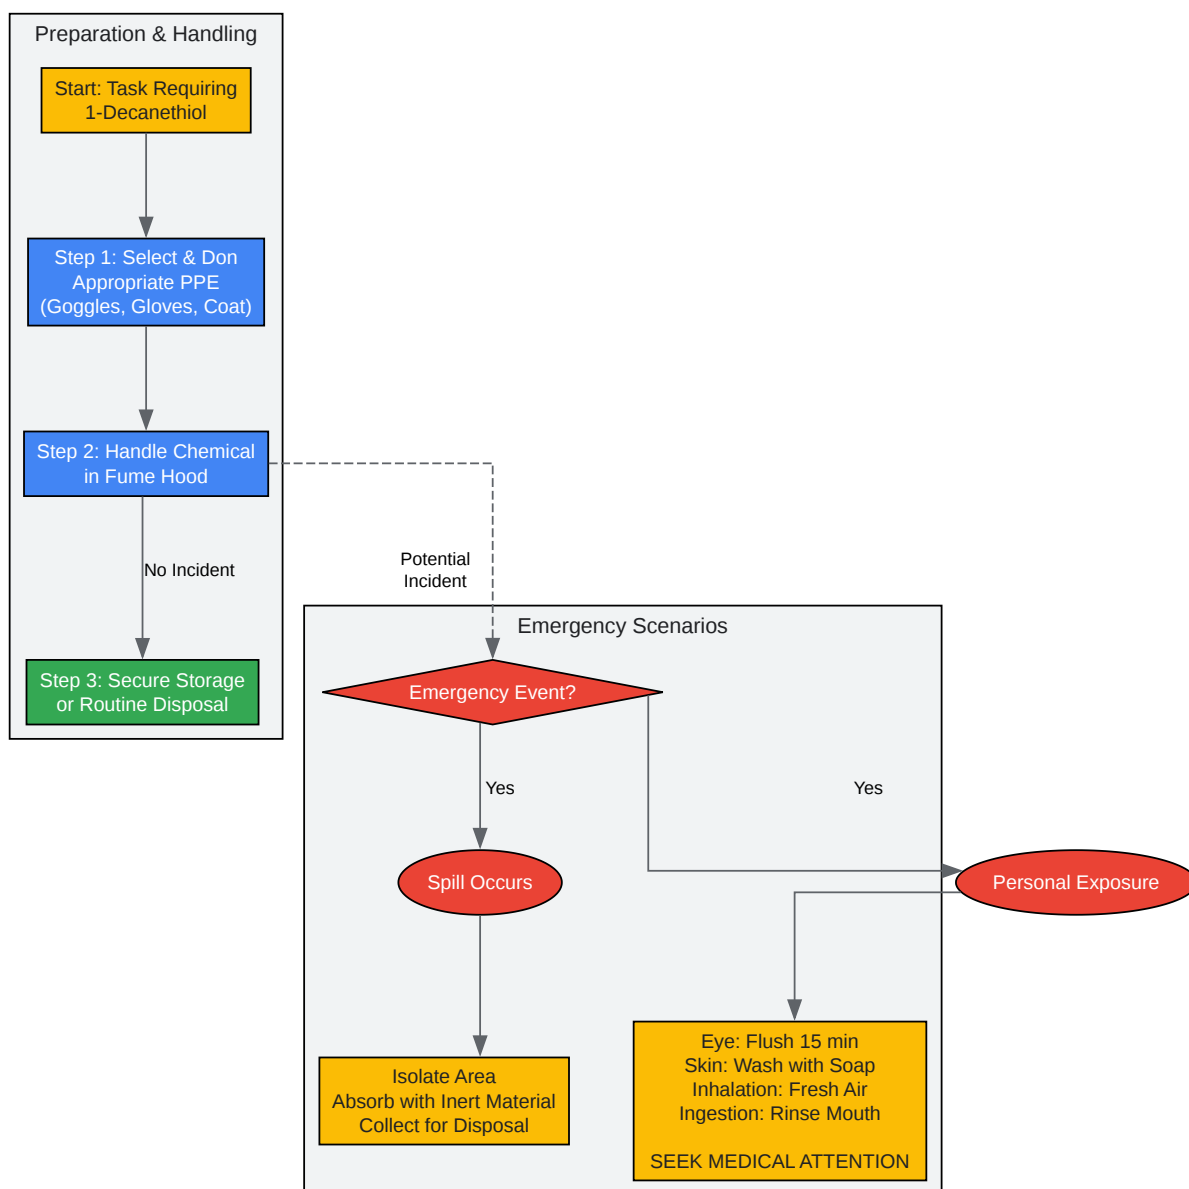 Preparation & Handling
Start: Task Requiring
1-Decanethiol
Step 1: Select & Don
Appropriate PPE
(Goggles, Gloves, Coat)
Step 2: Handle Chemical
in Fume Hood
No Incident
Step 3: Secure Storage
or Routine Disposal
Potential
Incident
Emergency Scenarios
Emergency Event?
Yes
Yes
Spill Occurs
Personal Exposure
Isolate Area
Absorb with Inert Material
Collect for Disposal
Eye: Flush 15 min
Skin: Wash with Soap
Inhalation: Fresh Air
Ingestion: Rinse Mouth
SEEK MEDICAL ATTENTION